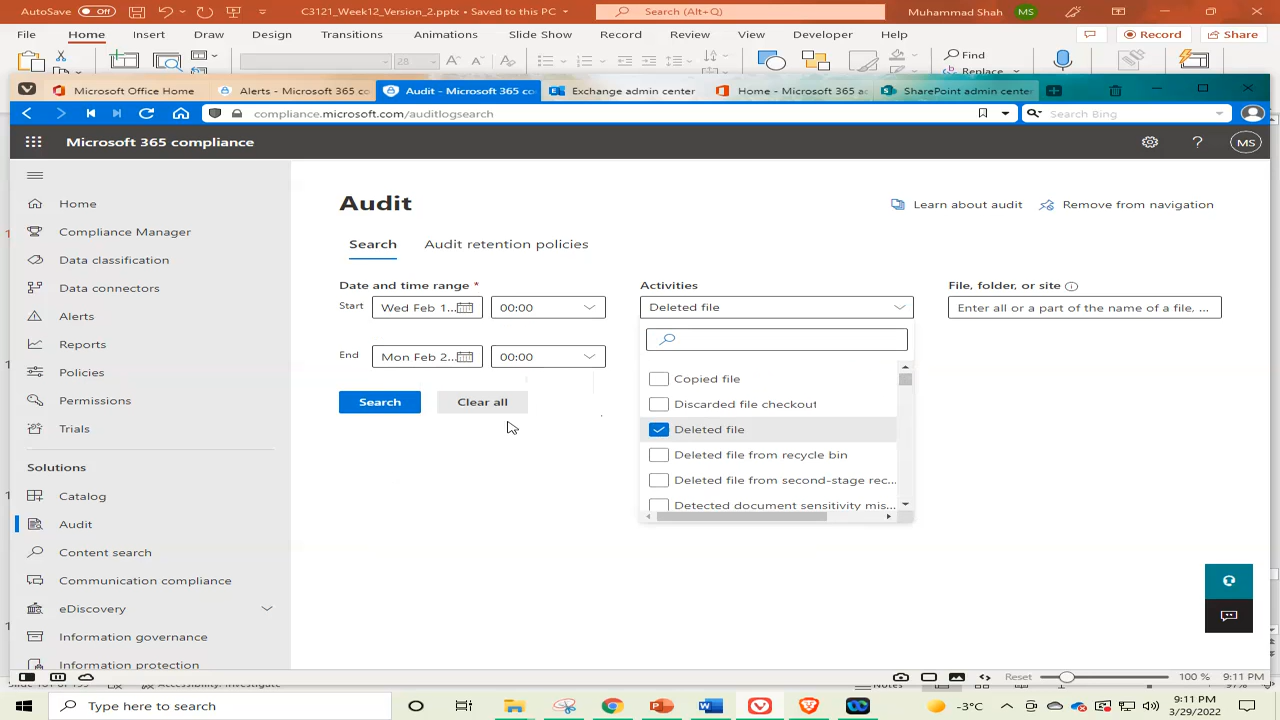 AutoSave Off C3121_Week12_Version_2.pptx • Saved to this PC Search (Alt+Q) Muhammad Shah MS
File Home Insert Draw Design Transitions Animations Slide Show Record Review View Developer Help Record Share
28 Find
Replace
Microsoft Office Home Alerts - Microsoft 365 co Audit - Microsoft 365 co Exchange admin center Home - Microsoft 365 a SharePoint admin center
compliance.microsoft.com/auditlogsearch Search Bing
Microsoft 365 compliance ? MS
Home
Compliance Manager
Data classification
Data connectors
Alerts
Reports
Policies
Permissions
Trials
Solutions
Catalog
Audit
Content search
Communication compliance
eDiscovery
Information governance
Information protection
Audit
Learn about audit Remove from navigation
Search Audit retention policies
Date and time range *
Start Wed Feb 1... 00:00
End Mon Feb 2... 00:00
Search Clear all
Activities
Deleted file
Copied file
Discarded file checkout
Deleted file
Deleted file from recycle bin
Deleted file from second-stage rec...
Detected document sensitivity mis...
File, folder, or site
Enter all or a part of the name of a file, ...
Reset 100 % 9:11 PM
Accessibility: Investigate Notes 97%
Type here to search -3°C 9:11 PM
3/29/2022